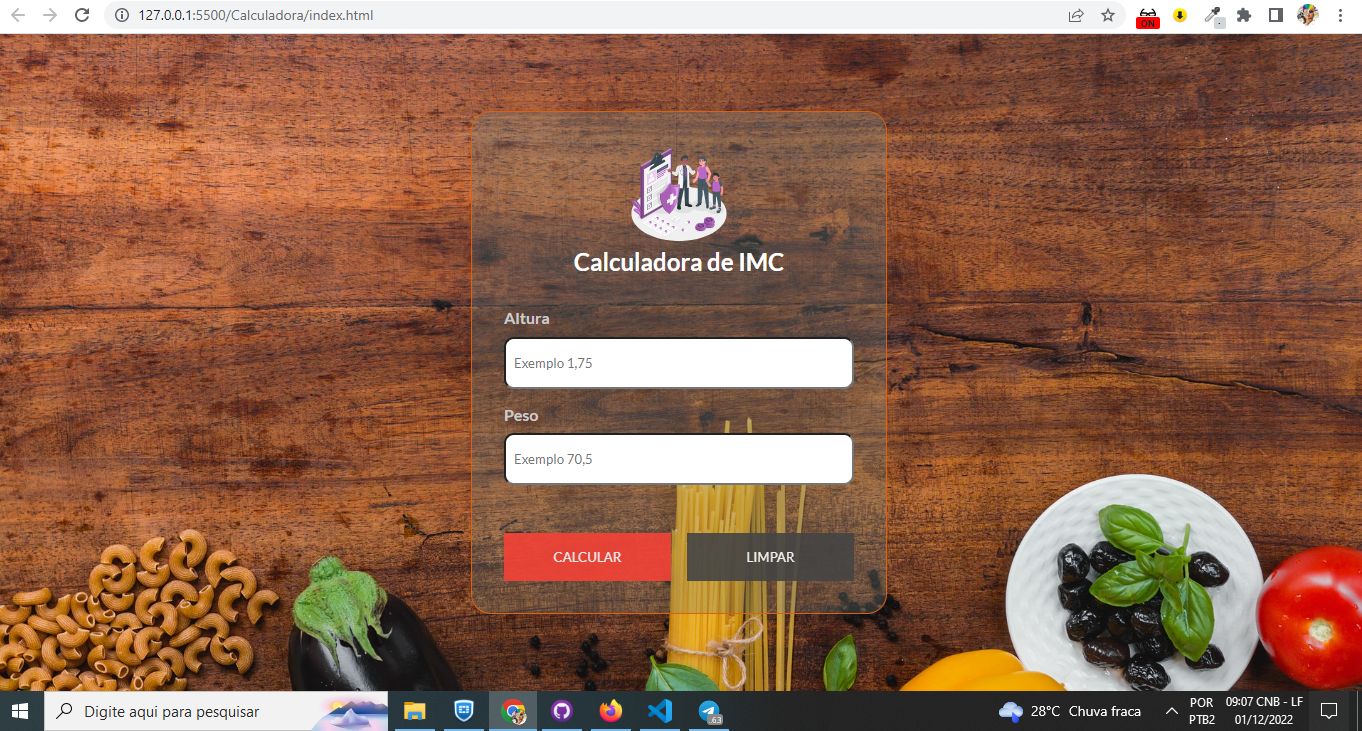 127.0.0.1:5500/Calculadora/index.html
ON
Calculadora de IMC
Altura
Exemplo 1,75
Peso
Exemplo 70,5
CALCULAR
LIMPAR
Digite aqui para pesquisar
63
28°C Chuva fraca
POR
PTB2
09:07 CNB - LF
01/12/2022